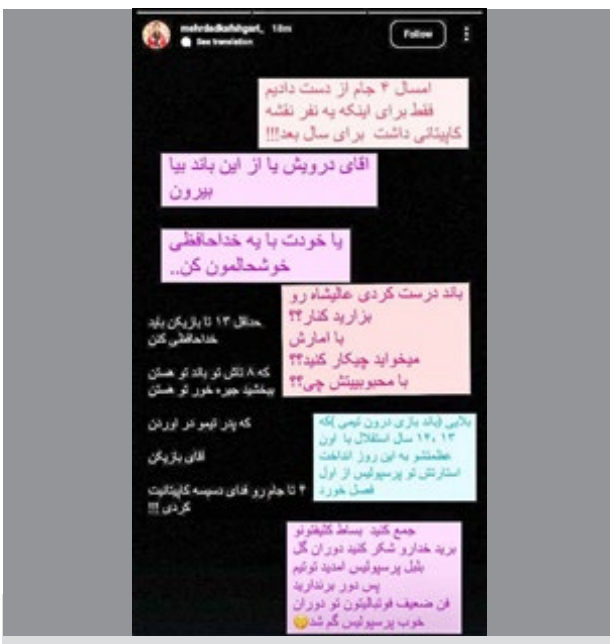 mehrdadkafshgari_ 18m
See translation
Follow
امسال ۴ جام از دست دادیم
فقط برای اینکه یه نفر نقشه
کاپیتانی داشت برای سال بعد!!!
اقای درویش یا از این باند بیا
بیرون
یا خودت با یه خداحافظی
خوشحالمون کن..
باند درست کردی عالیشاه رو
بزارید کنار؟؟
با امارش
میخواید چیکار کنید؟؟
با محبوبیتش چی؟؟
حداقل ۱۳ تا بازیکن باید
خداحافظی کنن
که ۸ تاش تو باند تو هستن
ببخشید جیره خور تو هستن
که پدر تیمو در اوردن
اقای بازیکن
۴ تا جام رو فدای دسیسه کاپیتانیت
کردی !!!
بلایی (باند بازی درون تیمی )که
۱۳ ،۱۴ سال استقلال با اون
عظمتشو به این روز انداخت
استارتش تو پرسپولیس از اول
فصل خورد
جمع کنید بساط کثیفتونو
برید خدارو شکر کنید دوران گل
بلبل پرسپولیس امدید تو تیم
پس دور برندارید
فن ضعیف فوتبالیتون تو دوران
خوب پرسپولیس گم شد